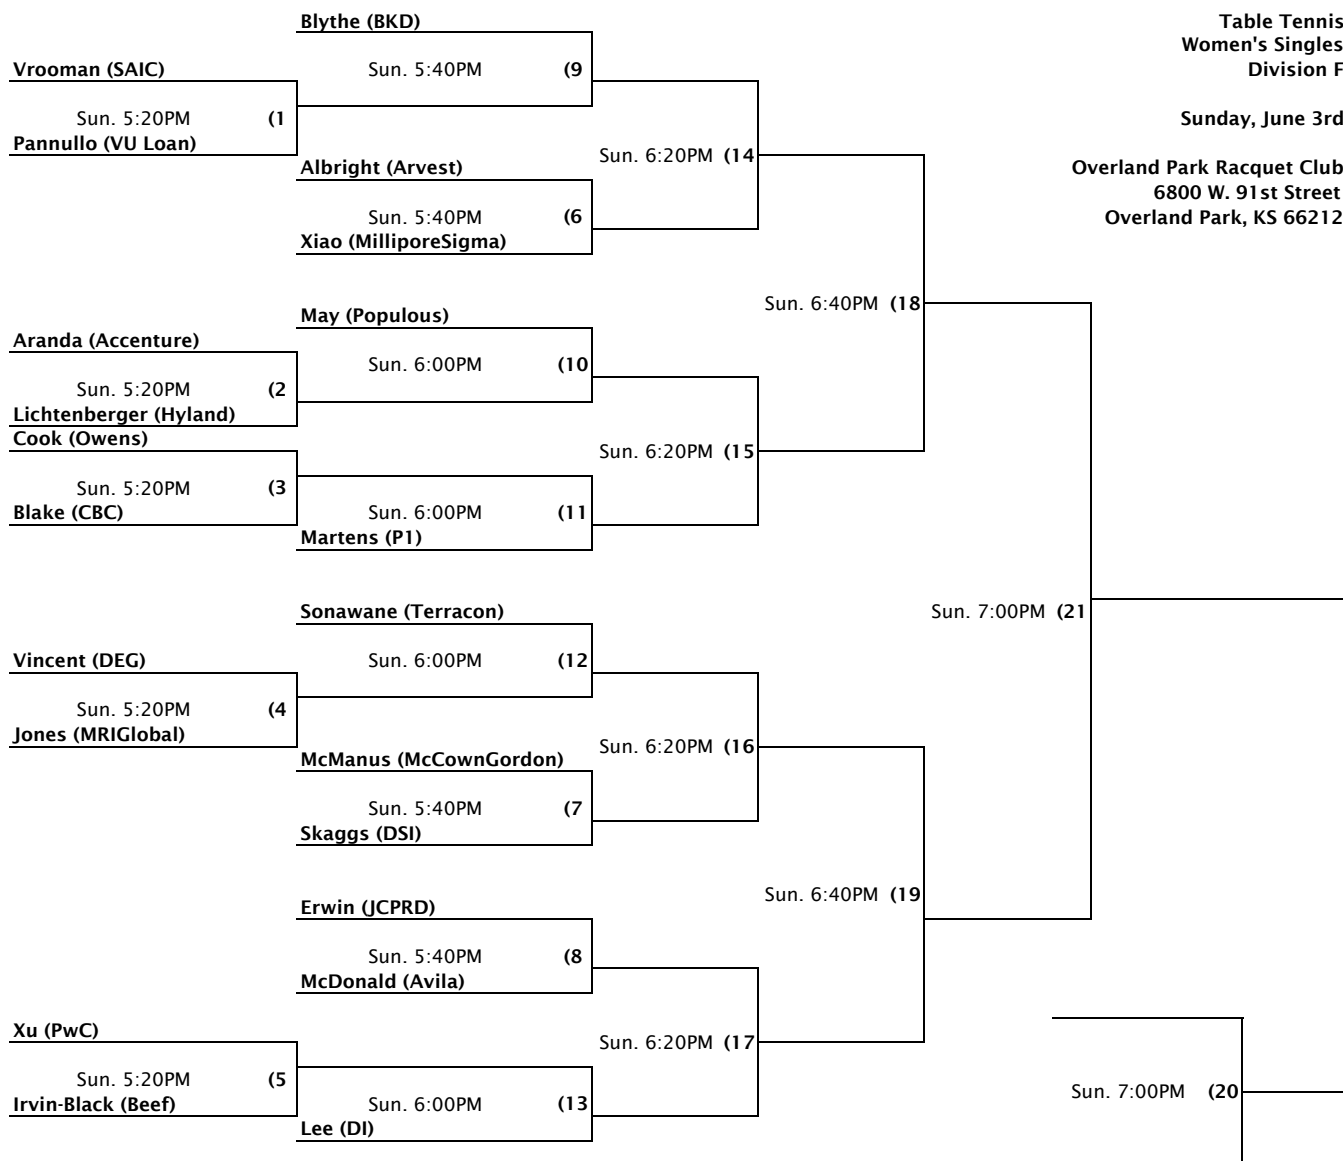 Blythe (BKD)
Table Tennis
Women's Singles
Vrooman (SAIC)
Sun. 5:40PM (9
Division F
Sun. 5:20PM (1
Sunday, June 3rd
Pannullo (VU Loan)
Sun. 6:20PM (14
Albright (Arvest)
Overland Park Racquet Club
6800 W. 91st Street
Sun. 5:40PM (6
Overland Park, KS 66212
Xiao (MilliporeSigma)
Sun. 6:40PM (18
May (Populous)
Aranda (Accenture)
Sun. 6:00PM (10
Sun. 5:20PM (2
Lichtenberger (Hyland)
Cook (Owens)
Sun. 6:20PM (15
Sun. 5:20PM (3
Blake (CBC)
Sun. 6:00PM (11
Martens (P1)
Sonawane (Terracon)
Sun. 7:00PM (21
Vincent (DEG)
Sun. 6:00PM (12
Sun. 5:20PM (4
Jones (MRIGlobal)
Sun. 6:20PM (16
McManus (McCownGordon)
Sun. 5:40PM (7
Skaggs (DSI)
Sun. 6:40PM (19
Erwin (JCPRD)
Sun. 5:40PM (8
McDonald (Avila)
Xu (PwC)
Sun. 6:20PM (17
Sun. 5:20PM (5
Sun. 7:00PM (20
Irvin-Black (Beef)
Sun. 6:00PM (13
Lee (DI)